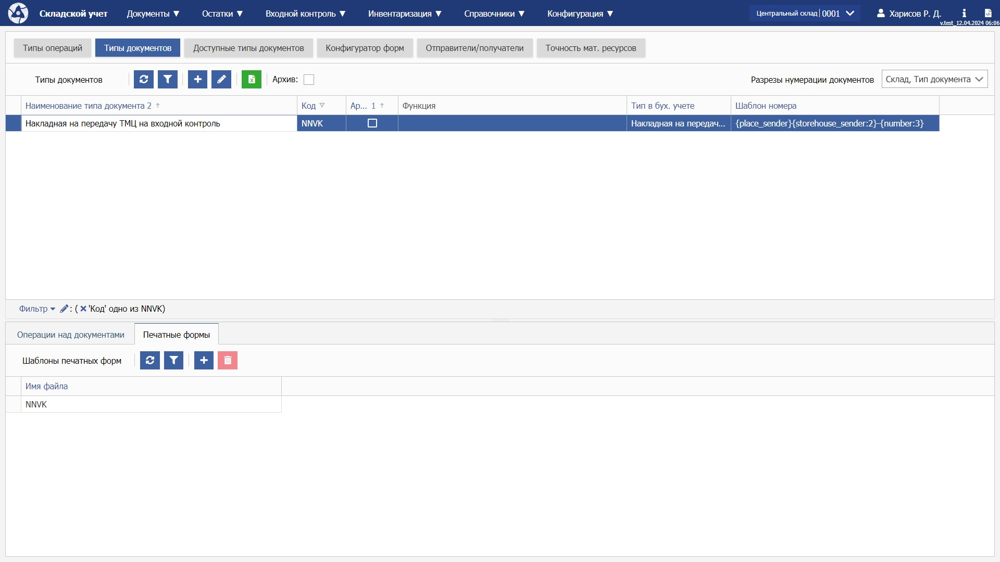 Складской учет Документы ▼ Остатки ▼ Входной контроль ▼ Инвентаризация ▼ Справочники ▼ Конфигурация ▼ Центральный склад | 0001 Харисов Р. Д.
v.test_12.04.2024 06:06
Типы операций Типы документов Доступные типы документов Конфигуратор форм Отправители/получатели Точность мат. ресурсов
Типы документов Архив: Разрезы нумерации документов Склад, Тип документа
Наименование типа документа 2 ↑ Код Ар... 1 ↑ Функция Тип в бух. учете Шаблон номера
Накладная на передачу ТМЦ на входной контроль NNVK Накладная на передач... {place_sender}{storehouse_sender:2}-{number:3}
Фильтр : ( 'Код' одно из NNVK)
Операции над документами Печатные формы
Шаблоны печатных форм
Имя файла
NNVK